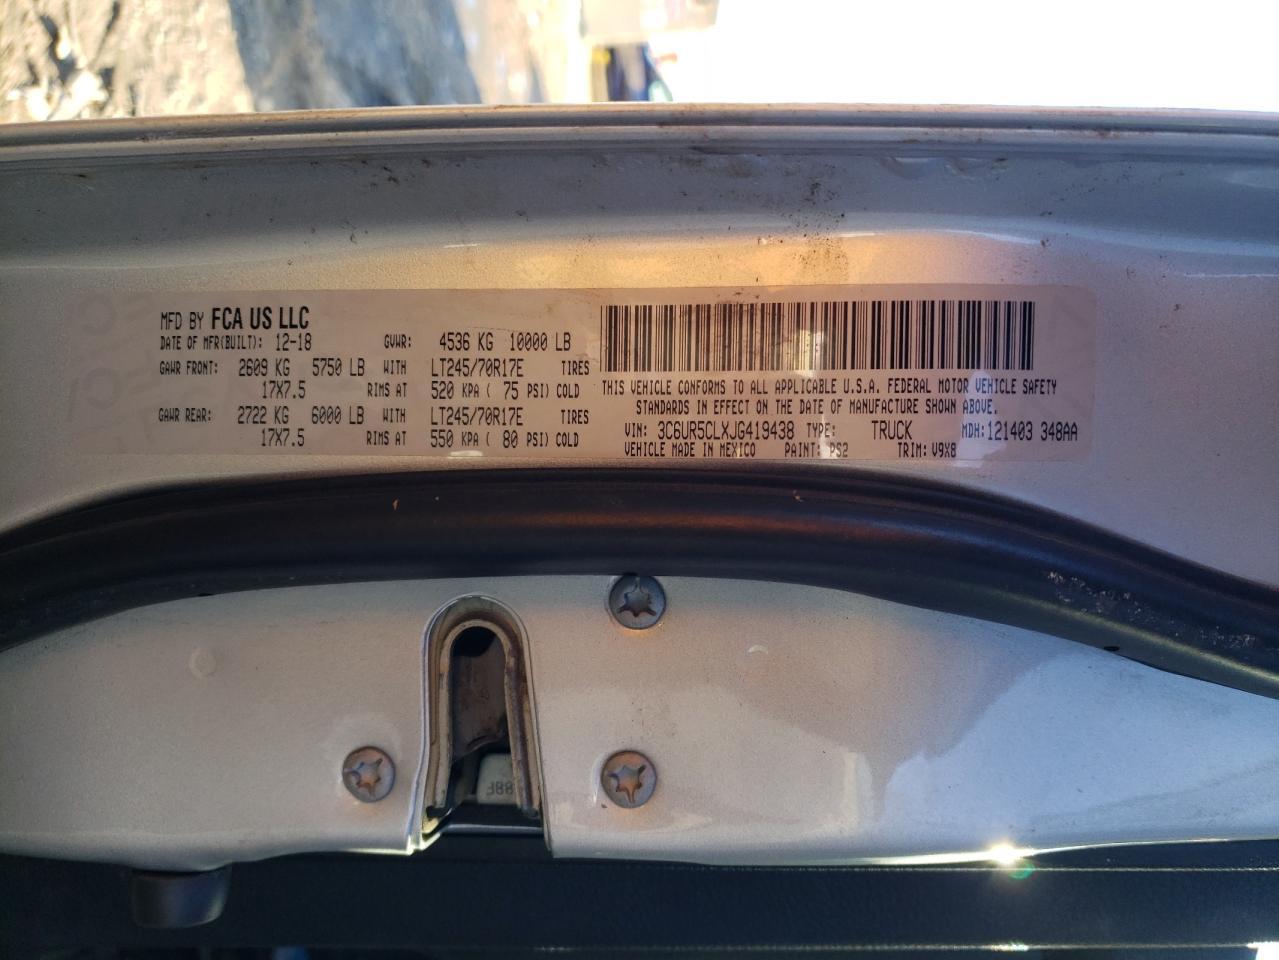 MFD BY FCA US LLC
DATE OF MFR(BUILT): 12-18 GVWR: 4536 KG 10000 LB
GAWR FRONT: 2609 KG 5750 LB WITH LT245/70R17E TIRES
17X7.5 RIMS AT 520 KPA ( 75 PSI) COLD
GAWR REAR: 2722 KG 6000 LB WITH LT245/70R17E TIRES
17X7.5 RIMS AT 550 KPA ( 80 PSI) COLD
THIS VEHICLE CONFORMS TO ALL APPLICABLE U.S.A. FEDERAL MOTOR VEHICLE SAFETY
STANDARDS IN EFFECT ON THE DATE OF MANUFACTURE SHOWN ABOVE.
VIN: 3C6UR5CLXJG419438 TYPE: TRUCK MDH: 121403 348AA
VEHICLE MADE IN MEXICO PAINT: PS2 TRIM: V9X8